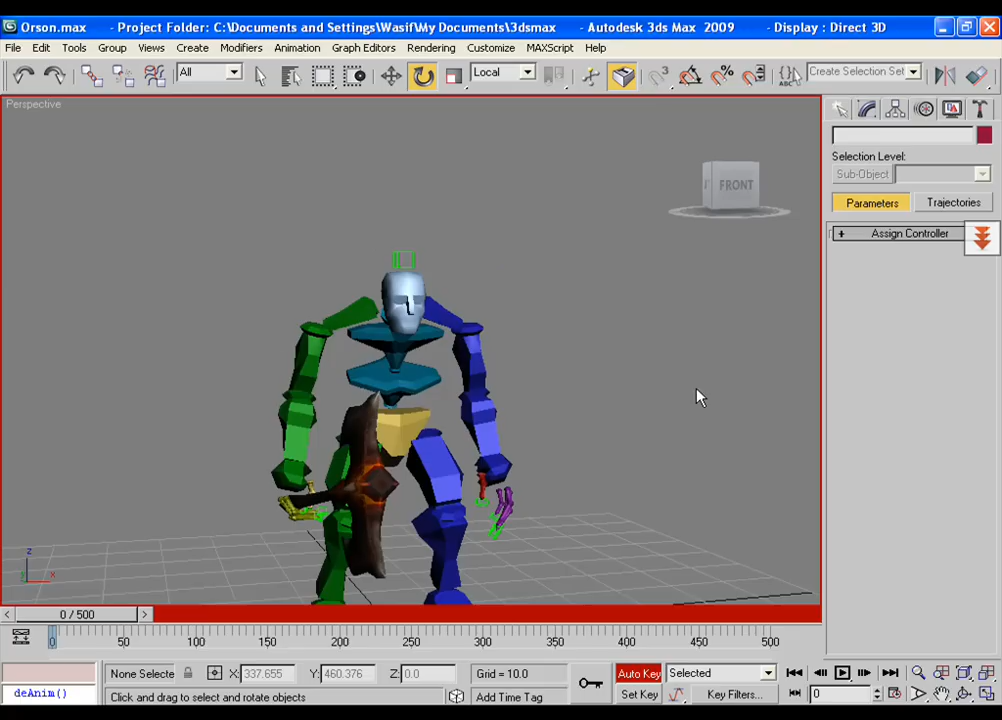 Orson.max - Project Folder: C:\Documents and Settings\Wasif\My Documents\3dsmax - Autodesk 3ds Max 2009 - Display : Direct 3D
File Edit Tools Group Views Create Modifiers Animation Graph Editors Rendering Customize MAXScript Help
All Local 3 ABC Create Selection Set
Perspective
FRONT
Selection Level:
Sub-Object
Parameters Trajectories
+ Assign Controller
z
x
y
< 0 / 500 >
0 50 100 150 200 250 300 350 400 450 500
None Selecte X: 337.655 Y: 460.376 Z: 0.0 Grid = 10.0 Auto Key Selected
deAnim() Click and drag to select and rotate objects Add Time Tag Set Key Key Filters... 0